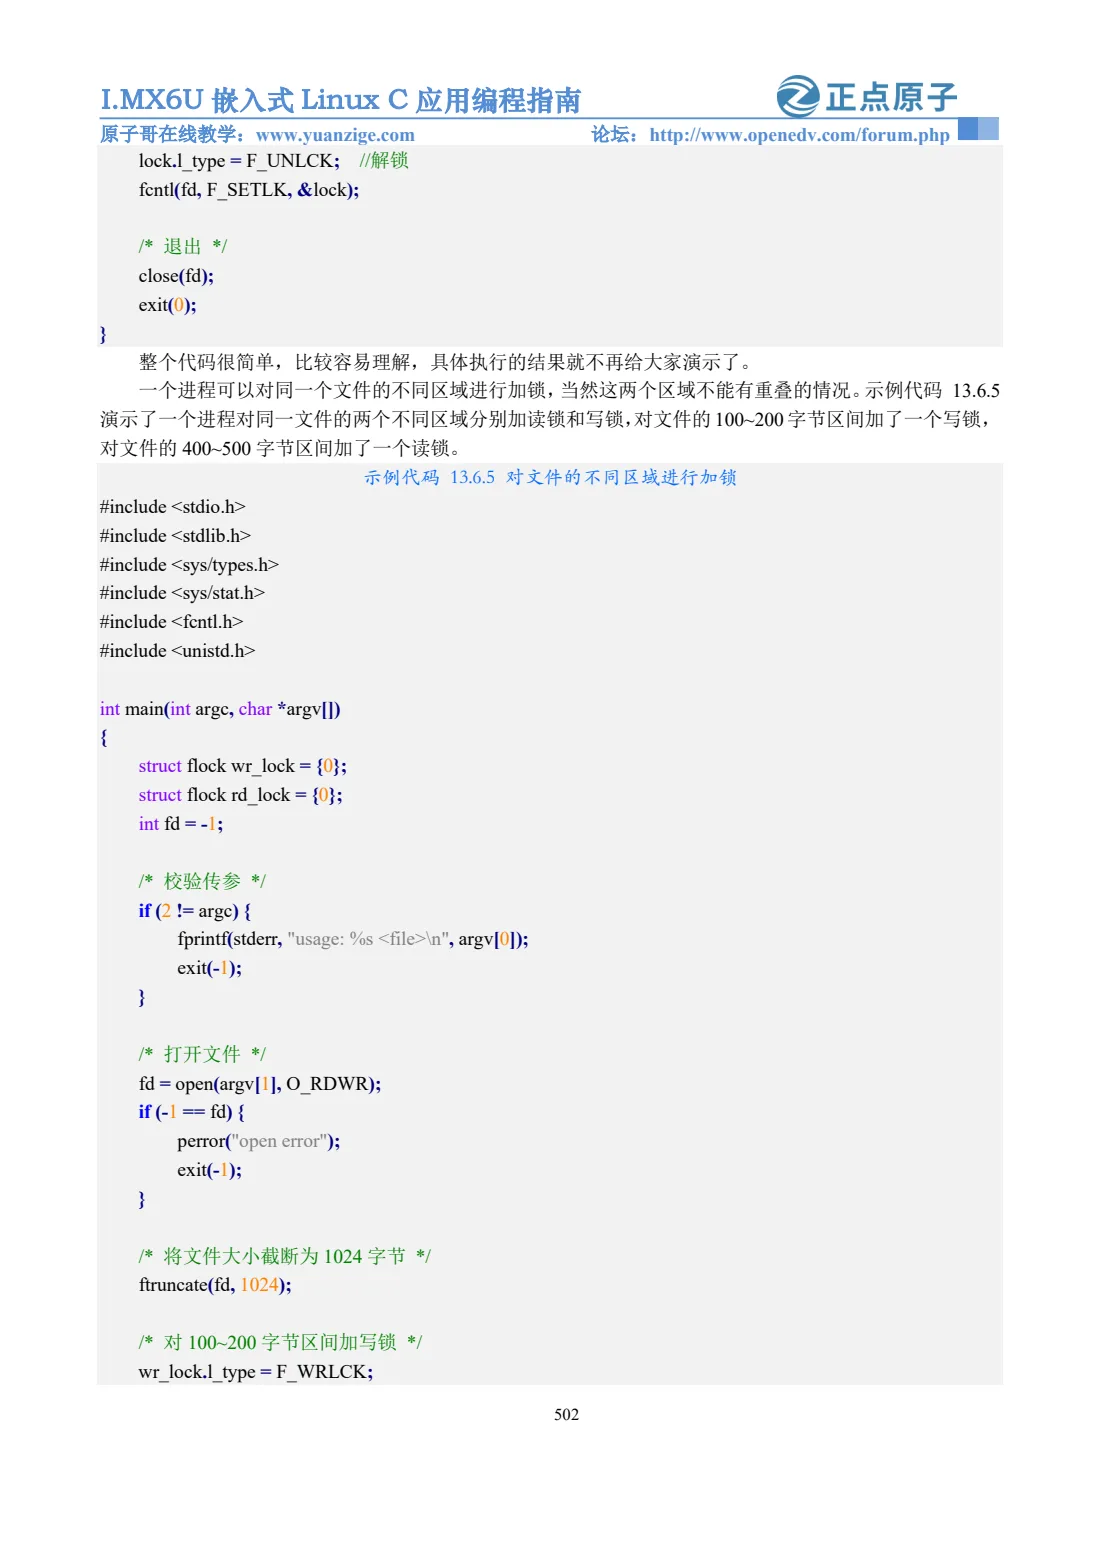 I.MX6U 嵌入式 Linux C 应用编程指南
正点原子
原子哥在线教学：www.yuanzige.com 论坛：http://www.openedv.com/forum.php
lock.l_type = F_UNLCK; //解锁
fcntl(fd, F_SETLK, &lock);
/* 退出 */
close(fd);
exit(0);
}
整个代码很简单，比较容易理解，具体执行的结果就不再给大家演示了。
一个进程可以对同一个文件的不同区域进行加锁，当然这两个区域不能有重叠的情况。示例代码 13.6.5
演示了一个进程对同一文件的两个不同区域分别加读锁和写锁，对文件的 100~200 字节区间加了一个写锁，
对文件的 400~500 字节区间加了一个读锁。
示例代码 13.6.5 对文件的不同区域进行加锁
#include <stdio.h>
#include <stdlib.h>
#include <sys/types.h>
#include <sys/stat.h>
#include <fcntl.h>
#include <unistd.h>
int main(int argc, char *argv[])
{
struct flock wr_lock = {0};
struct flock rd_lock = {0};
int fd = -1;
/* 校验传参 */
if (2 != argc) {
fprintf(stderr, "usage: %s <file>\n", argv[0]);
exit(-1);
}
/* 打开文件 */
fd = open(argv[1], O_RDWR);
if (-1 == fd) {
perror("open error");
exit(-1);
}
/* 将文件大小截断为 1024 字节 */
ftruncate(fd, 1024);
/* 对 100~200 字节区间加写锁 */
wr_lock.l_type = F_WRLCK;
502